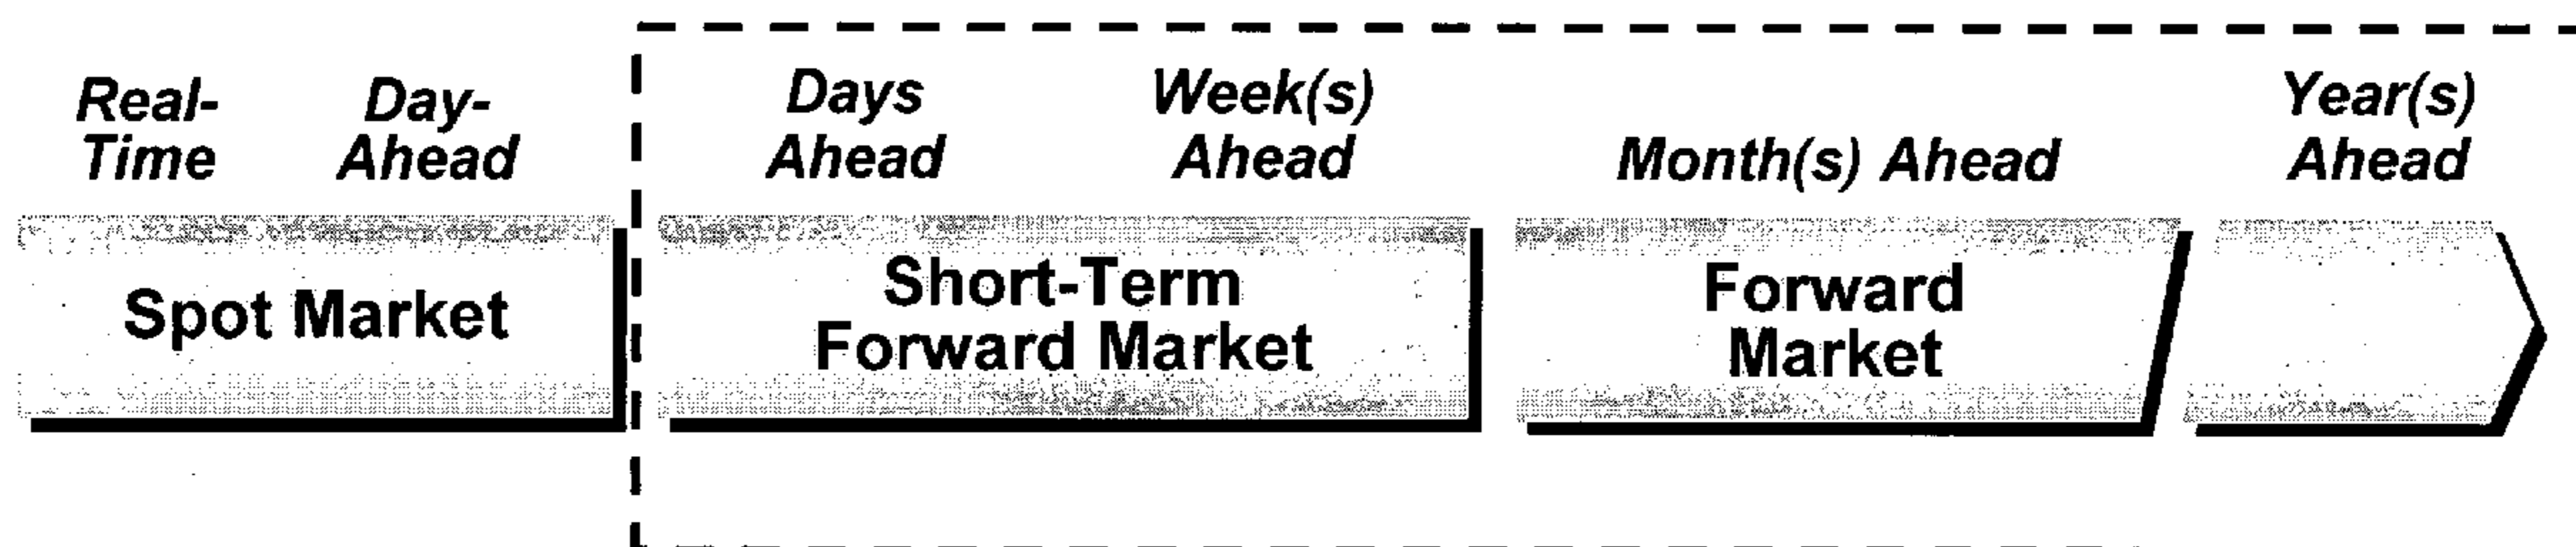 Real-
Time
Day-
Ahead
Days
Ahead
Week(s)
Ahead
Month(s) Ahead
Year(s)
Ahead
Spot Market
Short-Term
Forward Market
Forward
Market